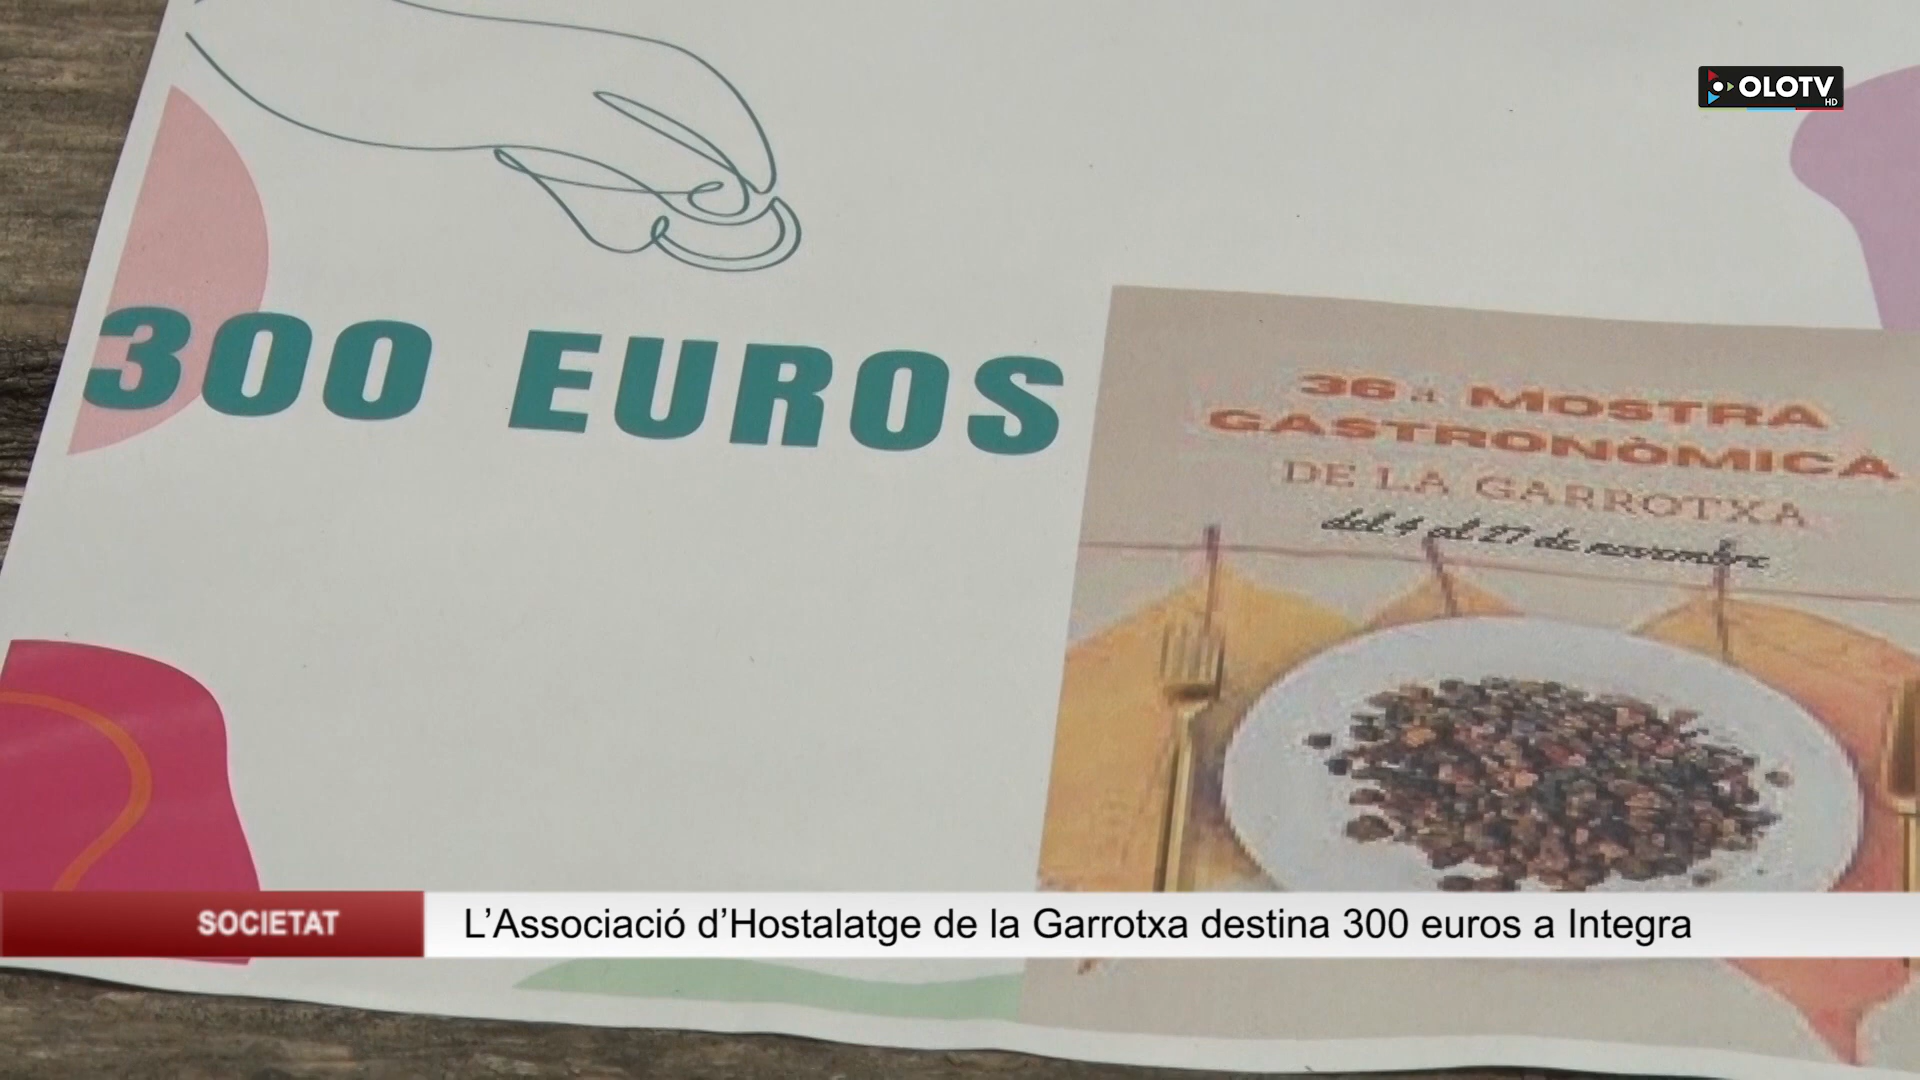 OLOTV
HD
300 EUROS
36a MOSTRA
GASTRONÒMICA
DE LA GARROTXA
del 4 al 27 de novembre
SOCIETAT
L’Associació d’Hostalatge de la Garrotxa destina 300 euros a Integra